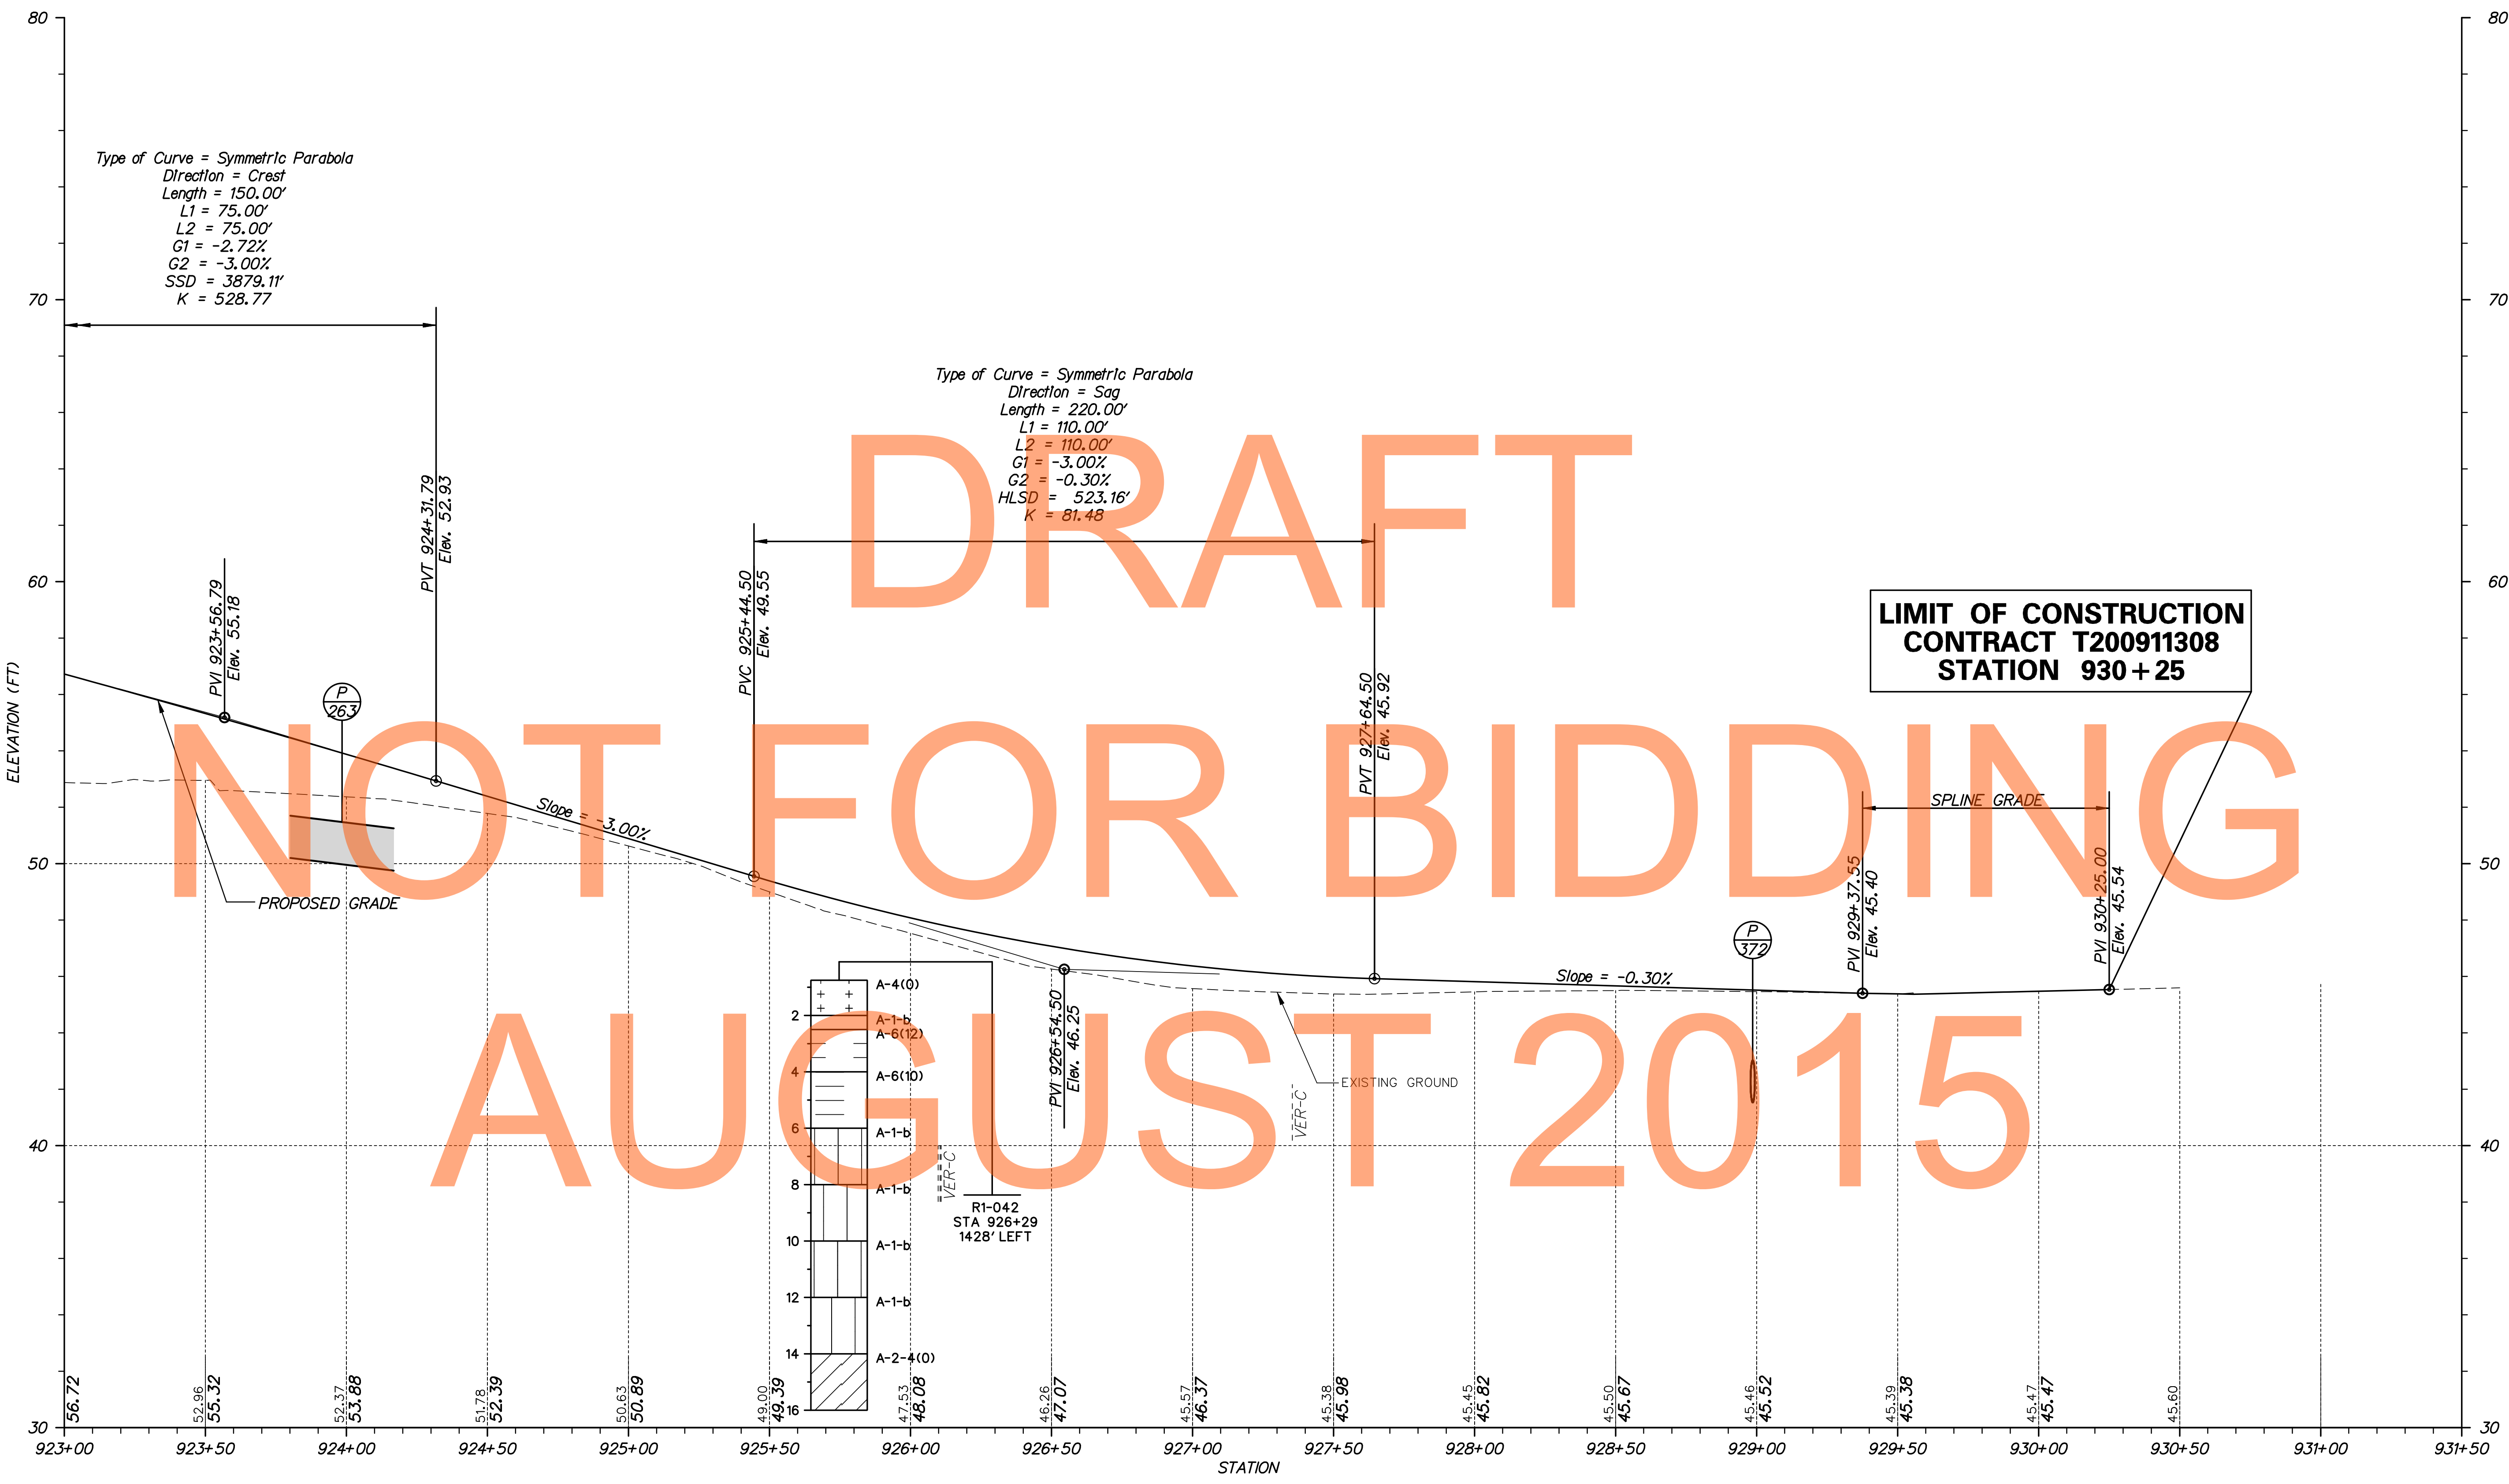 80
80
Type of Curve = Symmetric Parabola
Direction = Crest
Length = 150.00'
L1 = 75.00'
L2 = 75.00'
G1 = -2.72%
G2 = -3.00%
SSD = 3879.11'
K = 528.77
70
70
Type of Curve = Symmetric Parabola
Direction = Sag
Length = 220.00'
L1 = 110.00'
L2 = 110.00'
G1 = -3.00%
G2 = -0.30%
HLSD = 523.16'
K = 81.48
DRAFT
PVT 924+31.79
Elev. 52.93
60
60
PVI 923+56.79
Elev. 55.18
PVC 925+44.50
Elev. 49.55
LIMIT OF CONSTRUCTION
CONTRACT T200911308
STATION 930+25
P
263
PVT 927+64.50
Elev. 45.92
ELEVATION (FT)
NOT FOR BIDDING
Slope = -3.00%
SPLINE GRADE
50
50
PROPOSED GRADE
PVI 929+37.55
Elev. 45.40
PVI 930+25.00
Elev. 45.54
P
372
Slope = -0.30%
A-4(0)
2
A-1-b
A-6(12)
4
A-6(10)
6
A-1-b
8
A-1-b
10
A-1-b
12
A-1-b
14
A-2-4(0)
16
PVI 926+54.50
Elev. 46.25
EXISTING GROUND
VER-C
VER-C
AUGUST 2015
40
40
R1-042
STA 926+29
1428' LEFT
56.72
52.96
55.32
52.37
53.88
51.78
52.39
50.63
50.89
49.00
49.39
47.53
48.08
46.26
47.07
45.57
46.37
45.38
45.98
45.45
45.82
45.50
45.67
45.46
45.52
45.39
45.38
45.47
45.47
45.60
30
30
923+00 923+50 924+00 924+50 925+00 925+50 926+00 926+50 927+00 927+50 928+00 928+50 929+00 929+50 930+00 930+50 931+00 931+50
STATION